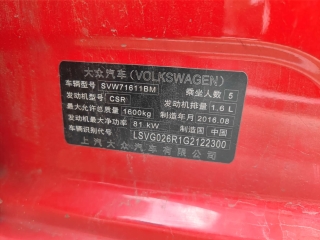 大众汽车(VOLKSWAGEN)
车辆型号 SVW71611BM 乘坐人数 5
发动机型号 CSR 发动机排量 1.6 L
最大允许总质量 1600kg 制造年月 2016.08
发动机最大净功率 81 kW 制造国 中国
车辆识别代号 LSVG026R1G2122300
上汽大众汽车有限公司